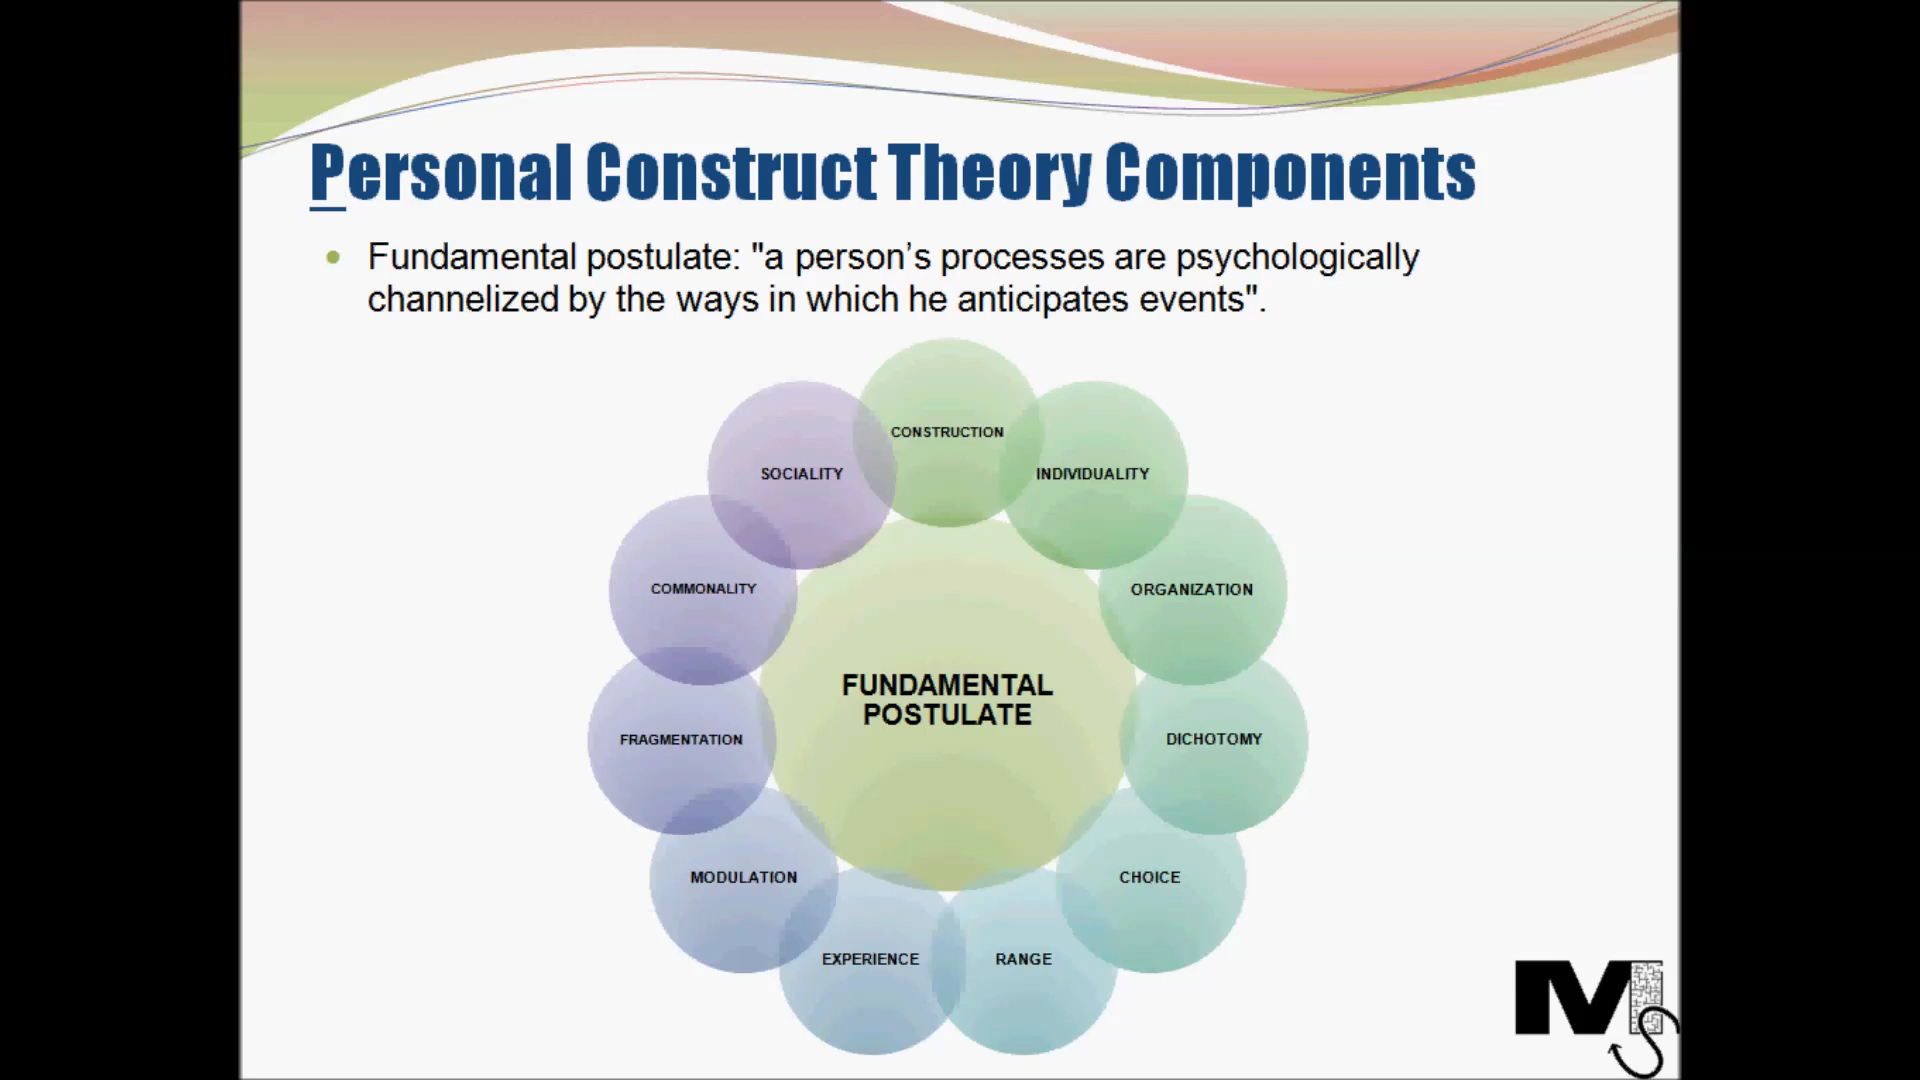 Personal Construct Theory Components
Fundamental postulate: "a person’s processes are psychologically
channelized by the ways in which he anticipates events".
CONSTRUCTION
SOCIALITY
INDIVIDUALITY
COMMONALITY
ORGANIZATION
FUNDAMENTAL
POSTULATE
FRAGMENTATION
DICHOTOMY
MODULATION
CHOICE
EXPERIENCE
RANGE